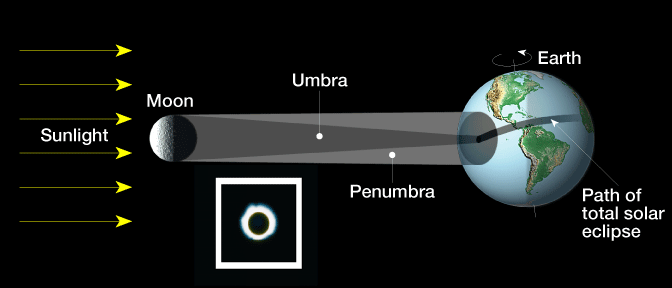 Earth
Umbra
Moon
Sunlight
Penumbra
Path of
total solar
eclipse